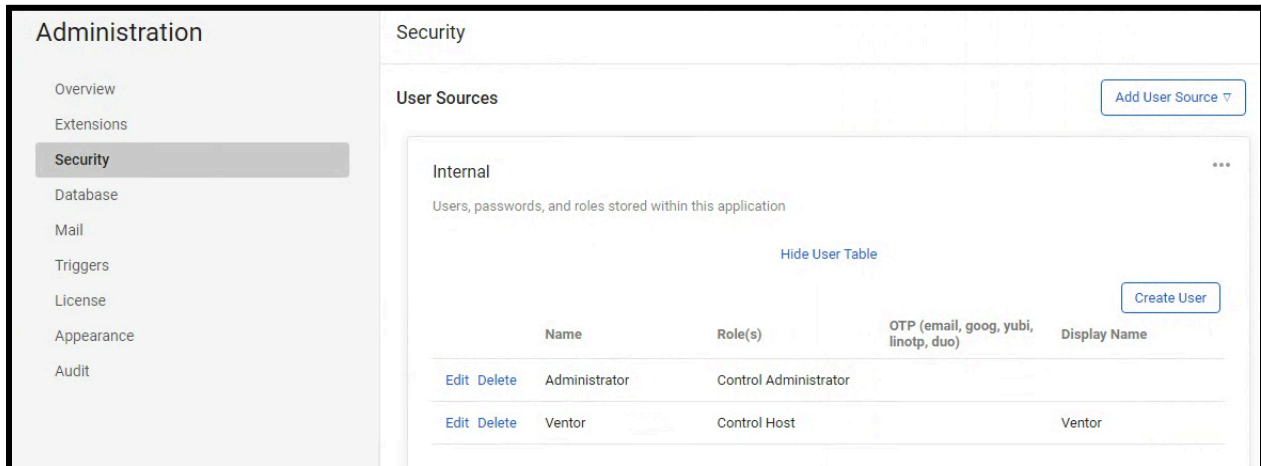 Administration
Overview
Extensions
Security
Database
Mail
Triggers
License
Appearance
Audit
Security
User Sources
Add User Source ▽
Internal
•••
Users, passwords, and roles stored within this application
Hide User Table
Create User
Name Role(s) OTP (email, goog, yubi, linotp, duo) Display Name
Edit Delete Administrator Control Administrator
Edit Delete Ventor Control Host Ventor